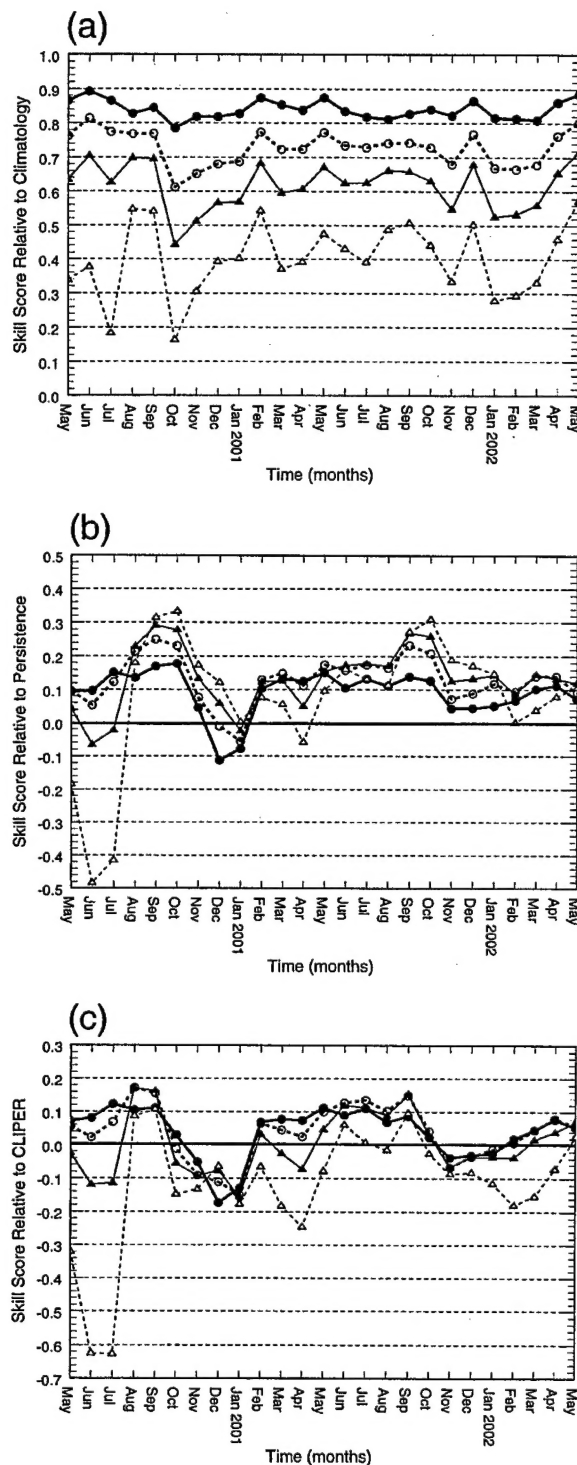 (a)
Skill Score Relative to Climatology
1.0
0.9
0.8
0.7
0.6
0.5
0.4
0.3
0.2
0.1
0.0
May
Jun
Jul
Aug
Sep
Oct
Nov
Dec
Jan 2001
Feb
Mar
Apr
May
Jun
Jul
Aug
Sep
Oct
Nov
Dec
Jan 2002
Feb
Mar
Apr
May
Time (months)
(b)
Skill Score Relative to Persistence
0.5
0.4
0.3
0.2
0.1
0.0
-0.1
-0.2
-0.3
-0.4
-0.5
May
Jun
Jul
Aug
Sep
Oct
Nov
Dec
Jan 2001
Feb
Mar
Apr
May
Jun
Jul
Aug
Sep
Oct
Nov
Dec
Jan 2002
Feb
Mar
Apr
May
Time (months)
(c)
Skill Score Relative to CLIPER
0.3
0.2
0.1
0.0
-0.1
-0.2
-0.3
-0.4
-0.5
-0.6
-0.7
May
Jun
Jul
Aug
Sep
Oct
Nov
Dec
Jan 2001
Feb
Mar
Apr
May
Jun
Jul
Aug
Sep
Oct
Nov
Dec
Jan 2002
Feb
Mar
Apr
May
Time (months)